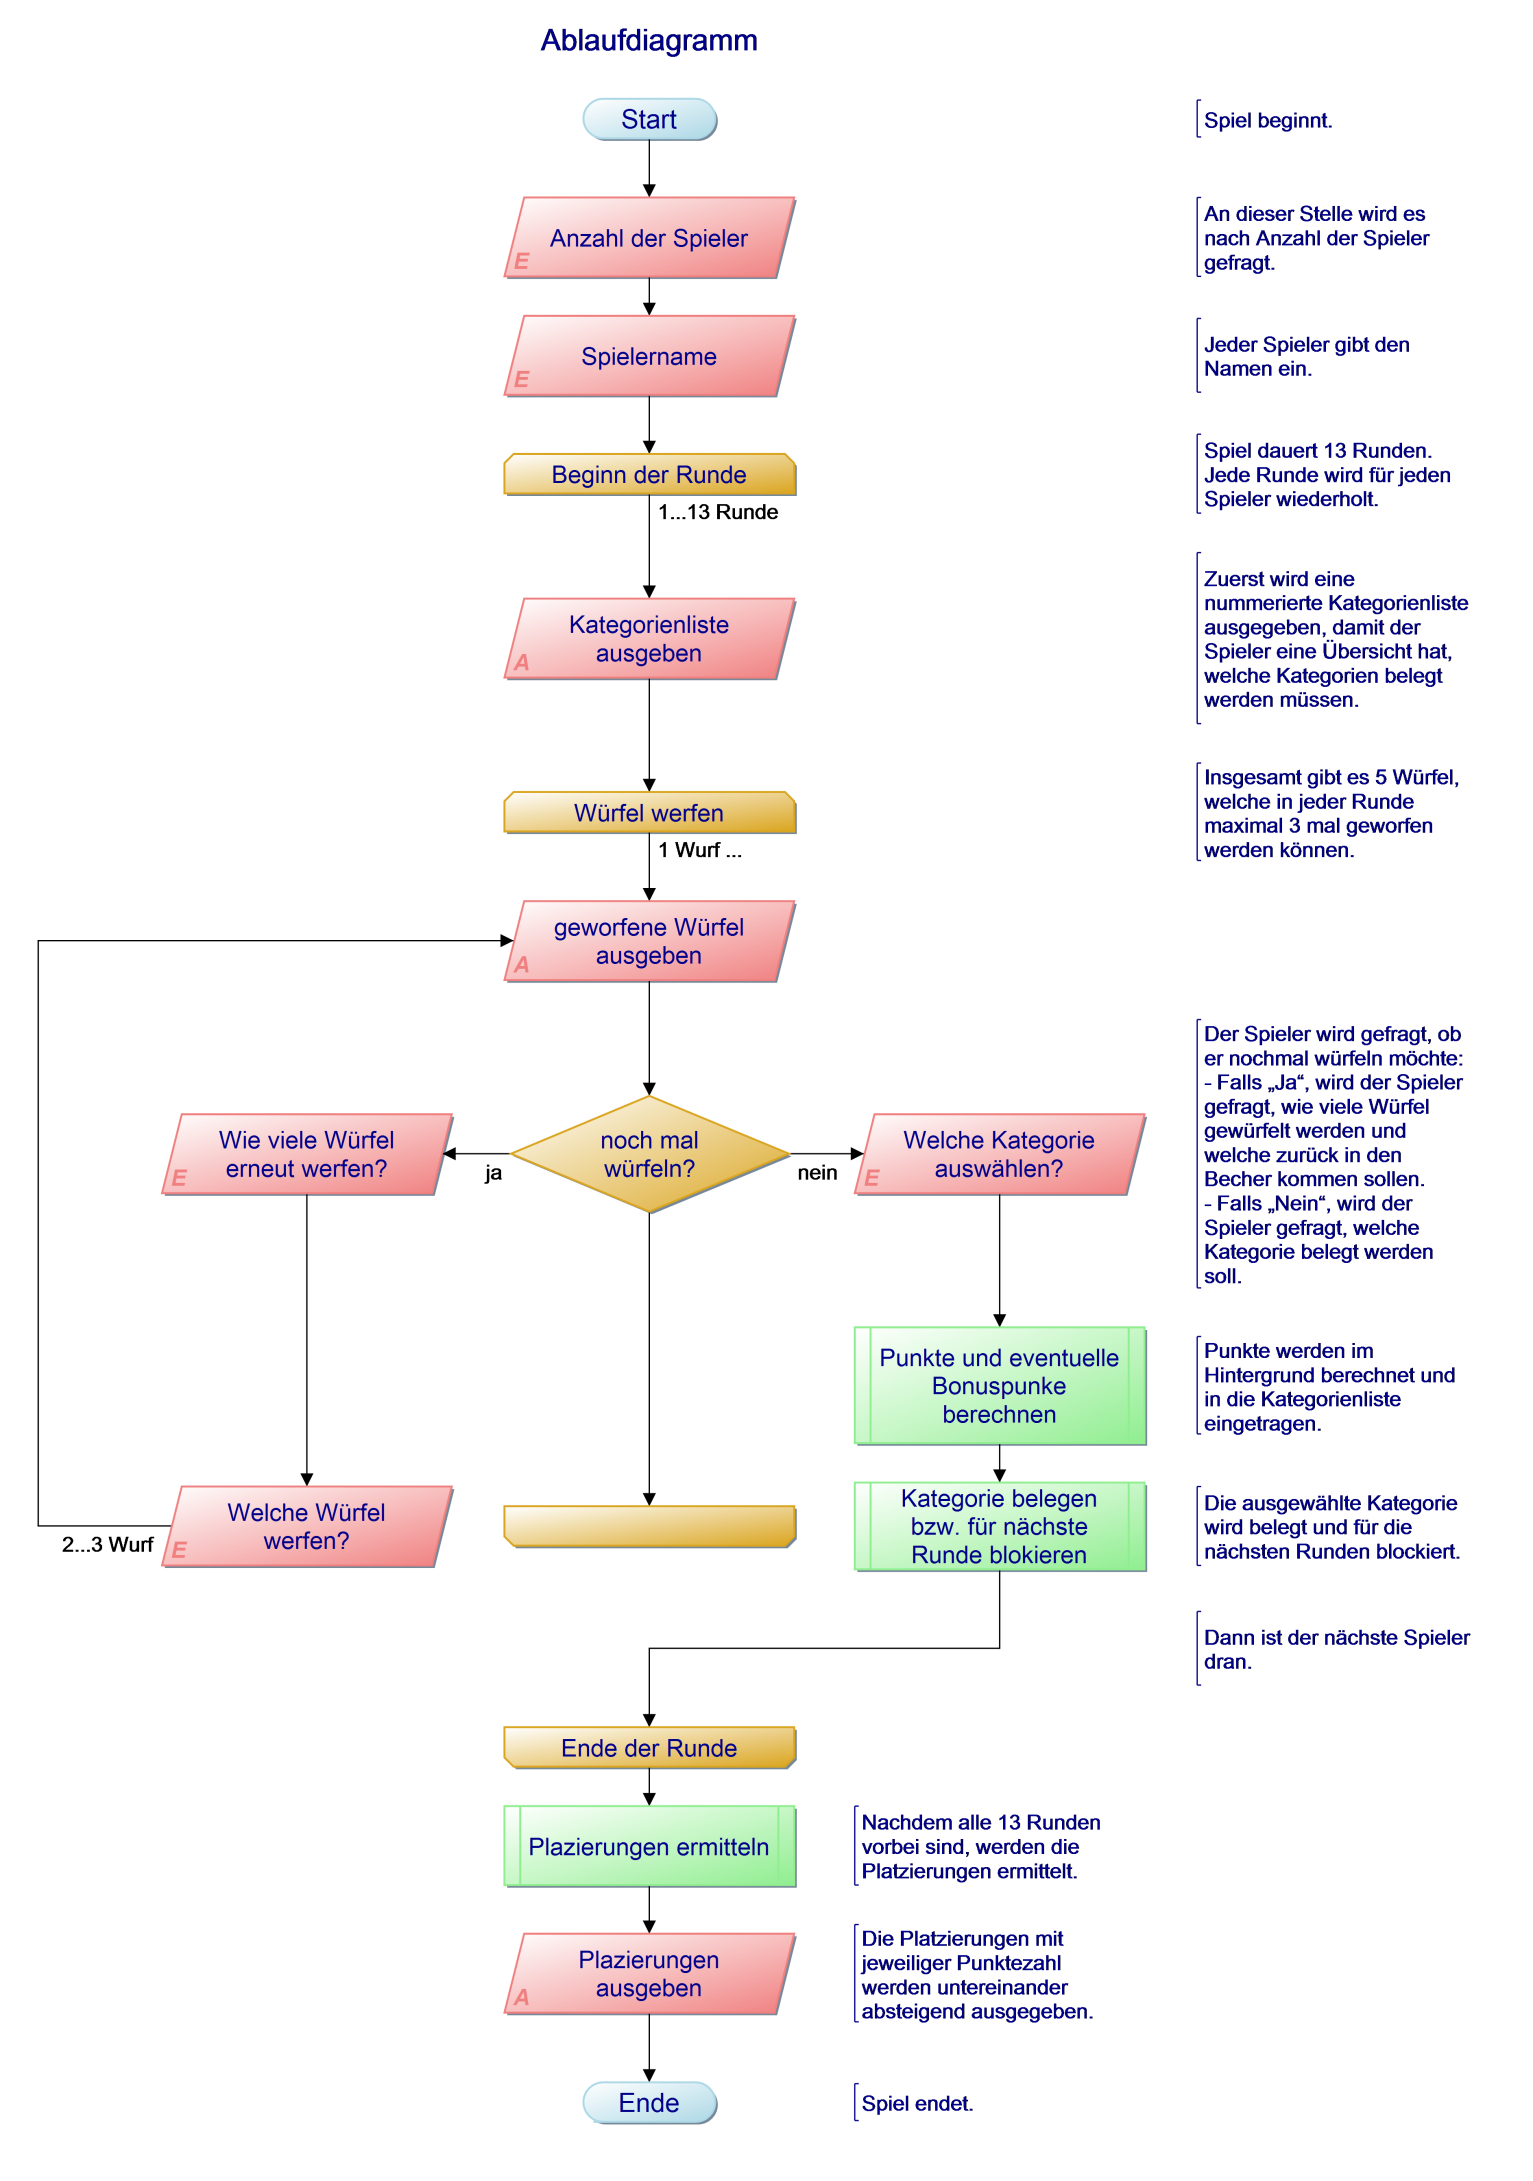 Ablaufdiagramm
Start
Spiel beginnt.
Anzahl der Spieler
E
An dieser Stelle wird es
nach Anzahl der Spieler
gefragt.
Spielername
E
Jeder Spieler gibt den
Namen ein.
Beginn der Runde
1...13 Runde
Spiel dauert 13 Runden.
Jede Runde wird für jeden
Spieler wiederholt.
Kategorienliste
ausgeben
A
Zuerst wird eine
nummerierte Kategorienliste
ausgegeben, damit der
Spieler eine Übersicht hat,
welche Kategorien belegt
werden müssen.
Würfel werfen
1 Wurf ...
Insgesamt gibt es 5 Würfel,
welche in jeder Runde
maximal 3 mal geworfen
werden können.
geworfene Würfel
ausgeben
A
noch mal
würfeln?
ja
nein
Wie viele Würfel
erneut werfen?
E
Welche Kategorie
auswählen?
E
Der Spieler wird gefragt, ob
er nochmal würfeln möchte:
- Falls „Ja“, wird der Spieler
gefragt, wie viele Würfel
gewürfelt werden und
welche zurück in den
Becher kommen sollen.
- Falls „Nein“, wird der
Spieler gefragt, welche
Kategorie belegt werden
soll.
Punkte und eventuelle
Bonuspunke
berechnen
Punkte werden im
Hintergrund berechnet und
in die Kategorienliste
eingetragen.
Welche Würfel
werfen?
E
2...3 Wurf
Kategorie belegen
bzw. für nächste
Runde blokieren
Die ausgewählte Kategorie
wird belegt und für die
nächsten Runden blockiert.
Dann ist der nächste Spieler
dran.
Ende der Runde
Plazierungen ermitteln
Nachdem alle 13 Runden
vorbei sind, werden die
Platzierungen ermittelt.
Plazierungen
ausgeben
A
Die Platzierungen mit
jeweiliger Punktezahl
werden untereinander
absteigend ausgegeben.
Ende
Spiel endet.